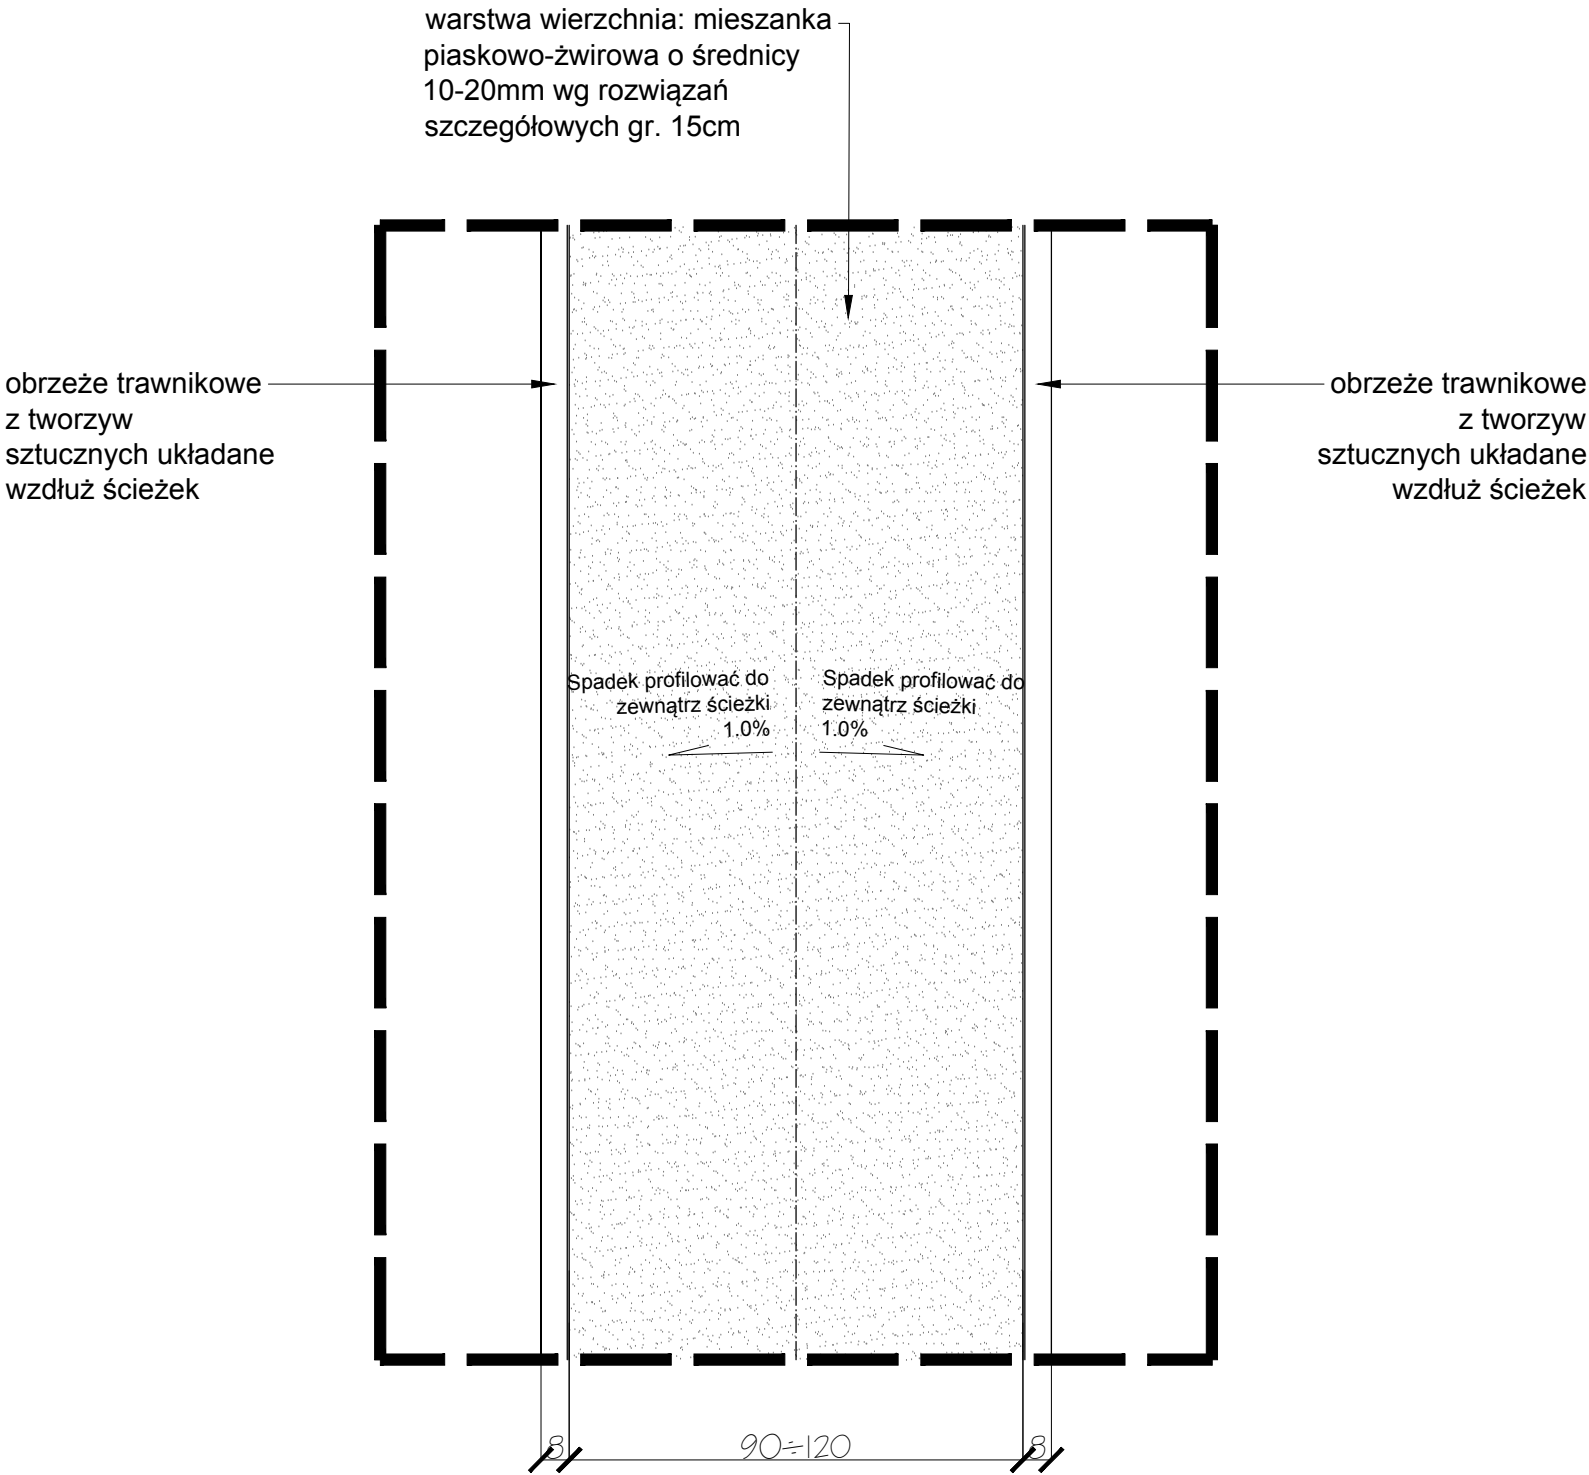 warstwa wierzchnia: mieszanka
piaskowo-żwirowa o średnicy
10-20mm wg rozwiązań
szczegółowych gr. 15cm
obrzeże trawnikowe
z tworzyw
sztucznych układane
wzdłuż ścieżek
obrzeże trawnikowe
z tworzyw
sztucznych układane
wzdłuż ścieżek
Spadek profilować do
zewnątrz ścieżki
1.0%
Spadek profilować do
zewnątrz ścieżki
1.0%
8
90÷120
8